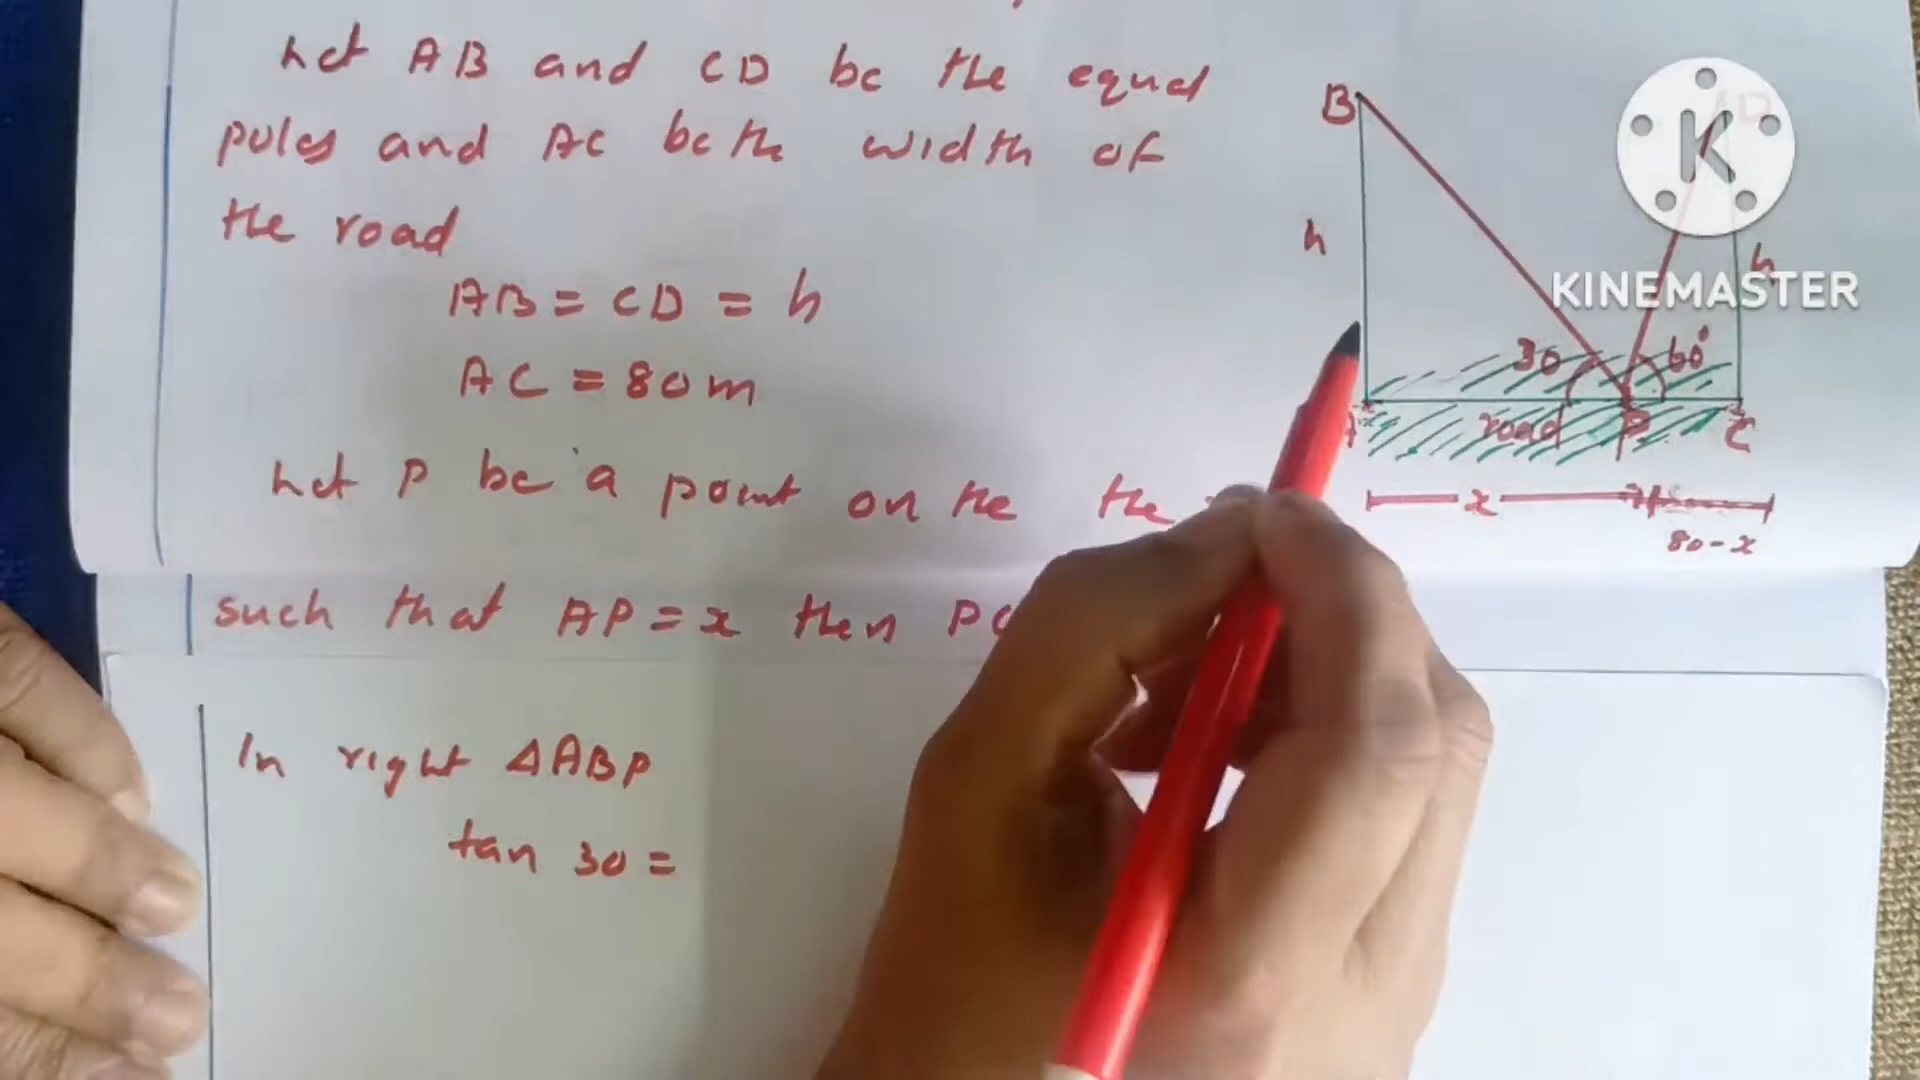 Let AB and CD be the equal
poles and AC be the width of
the road
AB = CD = h
AC = 80 m
Let P be a point on the the
such that AP = x then PC
In right ΔABP
tan 30 =
B
D
h
h
30
60°
road
P
C
x
80-x
K
KINEMASTER